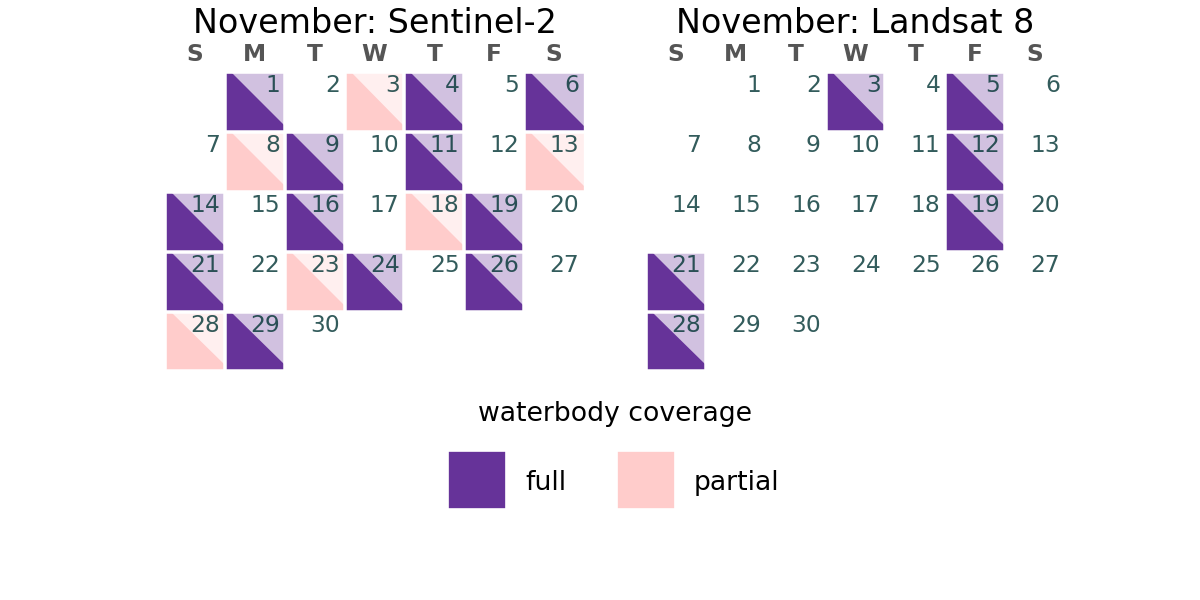 November: Sentinel-2
S M T W T F S
1 2 3 4 5 6
7 8 9 10 11 12 13
14 15 16 17 18 19 20
21 22 23 24 25 26 27
28 29 30
November: Landsat 8
S M T W T F S
1 2 3 4 5 6
7 8 9 10 11 12 13
14 15 16 17 18 19 20
21 22 23 24 25 26 27
28 29 30
waterbody coverage
full partial